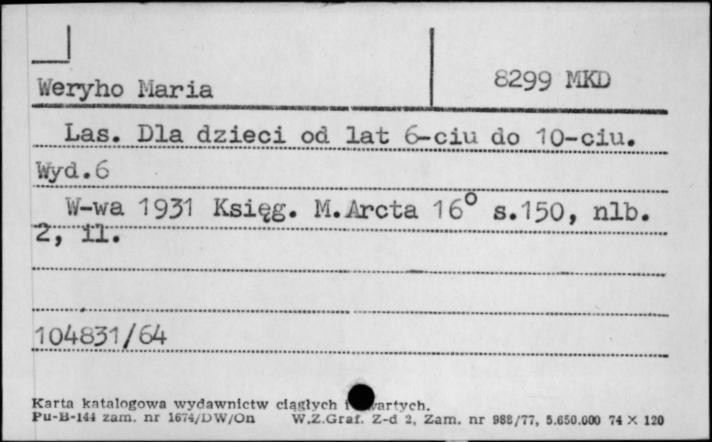 Weryho Maria
8299 MKD
Las. Dla dzieci od lat 6-ciu do 10-ciu.
Wyd.6
W-wa 1931 Księg. M.Arcta 16° s.150, nlb.
2, il.
104831/64
Karta katalogowa wydawnictw ciągłych
Pu-B-144 zam. nr 1674/DW/On W.Z.Graf. Z-d 2, Zam. nr 988/77, 5.650.000 74 X 120